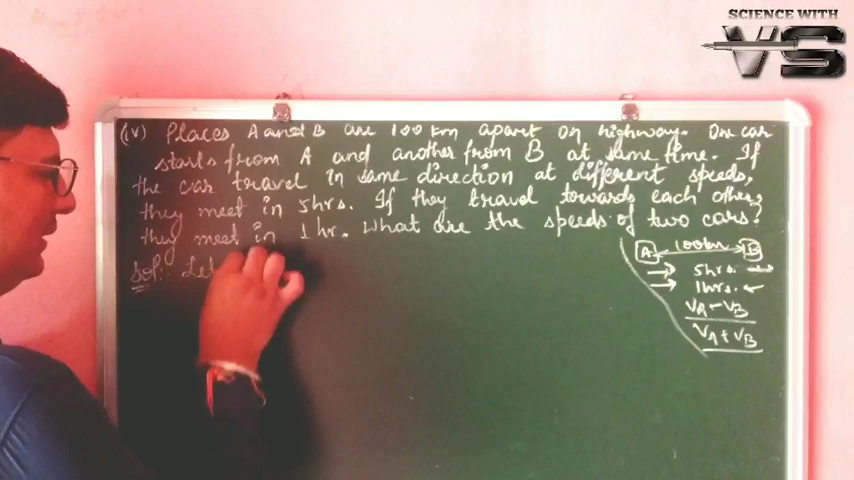 SCIENCE WITH
VS
(iv) Places A and B are 100 km apart on highway. One car
starts from A and another from B at same time. If
the car travel in same direction at different speeds,
they meet in 5hrs. If they travel towards each other,
they meet in 1 hr. What are the speeds of two cars?
Sol:- Let
A 100km B
5hrs.
1hrs.
VA - VB
VA + VB